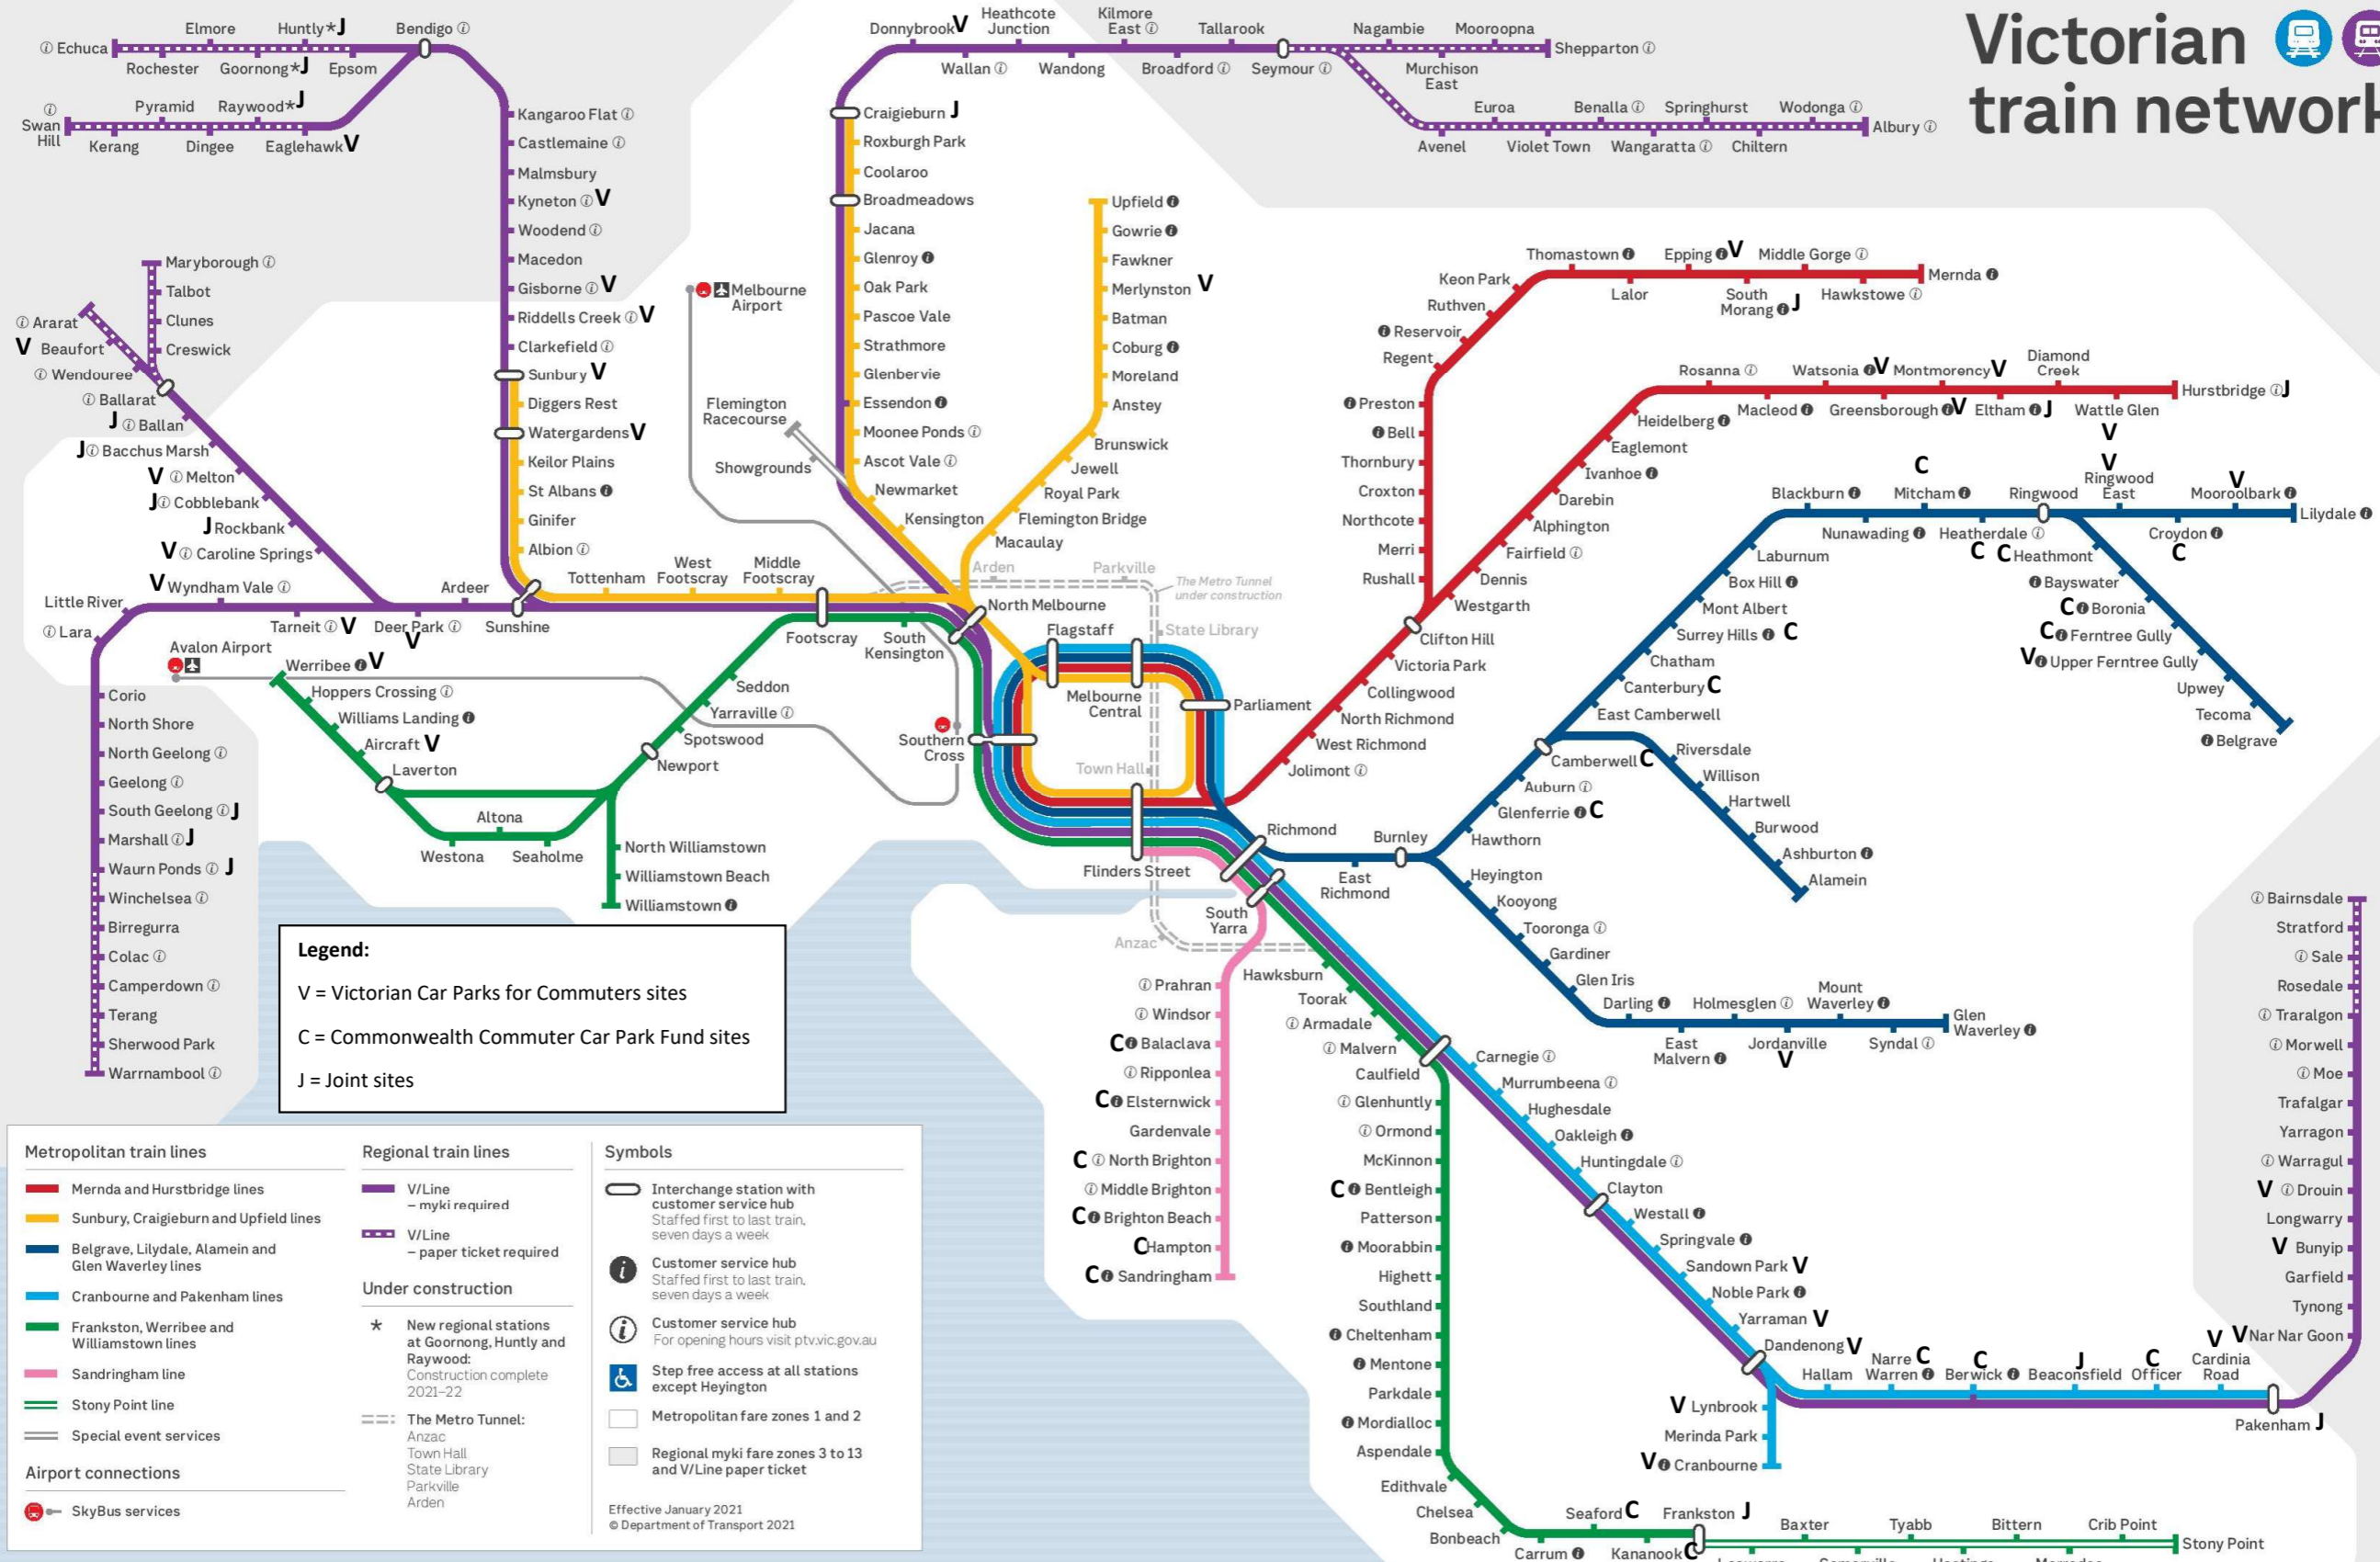 Victorian
train network
ⓘ Echuca
Rochester
Elmore
Goornong*J
Huntly*J
Epsom
Bendigo ⓘ
ⓘ
Swan
Hill
Kerang
Pyramid
Dingee
Raywood*J
Eaglehawk V
Kangaroo Flat ⓘ
Castlemaine ⓘ
Malmsbury
Kyneton ⓘ V
Woodend ⓘ
Macedon
Gisborne ⓘ V
Riddells Creek ⓘ V
Clarkefield ⓘ
Sunbury V
Diggers Rest
Watergardens V
Keilor Plains
St Albans ⓘ
Ginifer
Albion ⓘ
Donnybrook V
Wallan ⓘ
Heathcote
Junction
Wandong
Kilmore
East ⓘ
Broadford ⓘ
Tallarook
Seymour ⓘ
Nagambie
Murchison
East
Mooroopna
Shepparton ⓘ
Avenel
Euroa
Violet Town
Benalla ⓘ
Wangaratta ⓘ
Springhurst
Chiltern
Wodonga ⓘ
Albury ⓘ
Craigieburn J
Roxburgh Park
Coolaroo
Broadmeadows
Jacana
Glenroy ⓘ
Oak Park
Pascoe Vale
Strathmore
Glenbervie
Essendon ⓘ
Moonee Ponds ⓘ
Ascot Vale ⓘ
Newmarket
Kensington
Upfield ⓘ
Gowrie ⓘ
Fawkner
Merlynston V
Batman
Coburg ⓘ
Moreland
Anstey
Brunswick
Jewell
Royal Park
Flemington Bridge
Macaulay
Melbourne
Airport
Flemington
Racecourse
Showgrounds
Maryborough ⓘ
Talbot
Clunes
Creswick
ⓘ Ararat
V Beaufort
ⓘ Wendouree
ⓘ Ballarat
J ⓘ Ballan
J ⓘ Bacchus Marsh
V ⓘ Melton
J ⓘ Cobblebank
J Rockbank
V ⓘ Caroline Springs
V Wyndham Vale ⓘ
Little River
ⓘ Lara
Tarneit ⓘ V
Deer Park ⓘ
V
Ardeer
Sunshine
Tottenham
West
Footscray
Middle
Footscray
Footscray
South
Kensington
North Melbourne
Arden
Parkville
The Metro Tunnel
under construction
State Library
Flagstaff
Melbourne
Central
Parliament
Southern
Cross
Town Hall
Flinders Street
Anzac
Avalon Airport
Werribee ⓘ V
Hoppers Crossing ⓘ
Williams Landing ⓘ
Aircraft V
Laverton
Westona
Altona
Seaholme
Newport
Spotswood
Yarraville ⓘ
Seddon
North Williamstown
Williamstown Beach
Williamstown ⓘ
Corio
North Shore
North Geelong ⓘ
Geelong ⓘ
South Geelong ⓘ J
Marshall ⓘ J
Waurn Ponds ⓘ J
Winchelsea ⓘ
Birregurra
Colac ⓘ
Camperdown ⓘ
Terang
Sherwood Park
Warrnambool ⓘ
Keon Park
Ruthven
ⓘ Reservoir
Regent
ⓘ Preston
ⓘ Bell
Thornbury
Croxton
Northcote
Merri
Rushall
Thomastown ⓘ
Lalor
Epping ⓘ V
South
Morang ⓘ J
Middle Gorge ⓘ
Hawkstowe ⓘ
Mernda ⓘ
Rosanna ⓘ
Macleod ⓘ
Watsonia ⓘ V
Greensborough ⓘ V
Montmorency V
Eltham ⓘ J
Diamond
Creek
Wattle Glen
V
Hurstbridge ⓘ J
Heidelberg ⓘ
Eaglemont
Ivanhoe ⓘ
Darebin
Alphington
Fairfield ⓘ
Dennis
Westgarth
Clifton Hill
Victoria Park
Collingwood
North Richmond
West Richmond
Jolimont ⓘ
Blackburn ⓘ
Nunawading ⓘ
C
Mitcham ⓘ
Heatherdale ⓘ
C
Ringwood
V
Ringwood
East
V
Mooroolbark ⓘ
Croydon ⓘ
C
Lilydale ⓘ
C Heathmont
ⓘ Bayswater
C ⓘ Boronia
C ⓘ Ferntree Gully
V ⓘ Upper Ferntree Gully
Upwey
Tecoma
ⓘ Belgrave
Laburnum
Box Hill ⓘ
Mont Albert
Surrey Hills ⓘ C
Chatham
Canterbury C
East Camberwell
Camberwell C
Auburn ⓘ
Glenferrie ⓘ C
Hawthorn
Riversdale
Willison
Hartwell
Burwood
Ashburton ⓘ
Alamein
Richmond
East
Richmond
Burnley
Heyington
Kooyong
Tooronga ⓘ
Gardiner
Glen Iris
Darling ⓘ
East
Malvern ⓘ
Holmesglen ⓘ
Jordanville
V
Mount
Waverley ⓘ
Syndal ⓘ
Glen
Waverley ⓘ
South
Yarra
ⓘ Prahran
ⓘ Windsor
C ⓘ Balaclava
ⓘ Ripponlea
C ⓘ Elsternwick
Gardenvale
C ⓘ North Brighton
ⓘ Middle Brighton
C ⓘ Brighton Beach
C Hampton
C ⓘ Sandringham
Hawksburn
Toorak
ⓘ Armadale
ⓘ Malvern
Caulfield
ⓘ Glenhuntly
ⓘ Ormond
McKinnon
C ⓘ Bentleigh
Patterson
ⓘ Moorabbin
Highett
Southland
ⓘ Cheltenham
ⓘ Mentone
Parkdale
ⓘ Mordialloc
Aspendale
Edithvale
Chelsea
Bonbeach
Carrum ⓘ
Seaford C
Kananook C
Frankston J
Baxter
Tyabb
Bittern
Crib Point
Stony Point
Carnegie ⓘ
Murrumbeena ⓘ
Hughesdale
Oakleigh ⓘ
Huntingdale ⓘ
Clayton
Westall ⓘ
Springvale ⓘ
Sandown Park V
Noble Park ⓘ
Yarraman V
Dandenong V
V Lynbrook
Merinda Park
V ⓘ Cranbourne
Hallam
Narre C
Warren ⓘ
C
Berwick ⓘ
J
Beaconsfield
C
Officer
V
Cardinia
Road
Pakenham J
ⓘ Bairnsdale
Stratford
ⓘ Sale
Rosedale
ⓘ Traralgon
ⓘ Morwell
ⓘ Moe
Trafalgar
Yarragon
ⓘ Warragul
V ⓘ Drouin
Longwarry
V Bunyip
Garfield
Tynong
V Nar Nar Goon
Legend:
V = Victorian Car Parks for Commuters sites
C = Commonwealth Commuter Car Park Fund sites
J = Joint sites
Metropolitan train lines
Mernda and Hurstbridge lines
Sunbury, Craigieburn and Upfield lines
Belgrave, Lilydale, Alamein and
Glen Waverley lines
Cranbourne and Pakenham lines
Frankston, Werribee and
Williamstown lines
Sandringham line
Stony Point line
Special event services
Airport connections
SkyBus services
Regional train lines
V/Line
– myki required
V/Line
– paper ticket required
Under construction
* New regional stations
at Goornong, Huntly and
Raywood:
Construction complete
2021–22
The Metro Tunnel:
Anzac
Town Hall
State Library
Parkville
Arden
Symbols
Interchange station with
customer service hub
Staffed first to last train,
seven days a week
Customer service hub
Staffed first to last train,
seven days a week
Customer service hub
For opening hours visit ptv.vic.gov.au
Step free access at all stations
except Heyington
Metropolitan fare zones 1 and 2
Regional myki fare zones 3 to 13
and V/Line paper ticket
Effective January 2021
© Department of Transport 2021